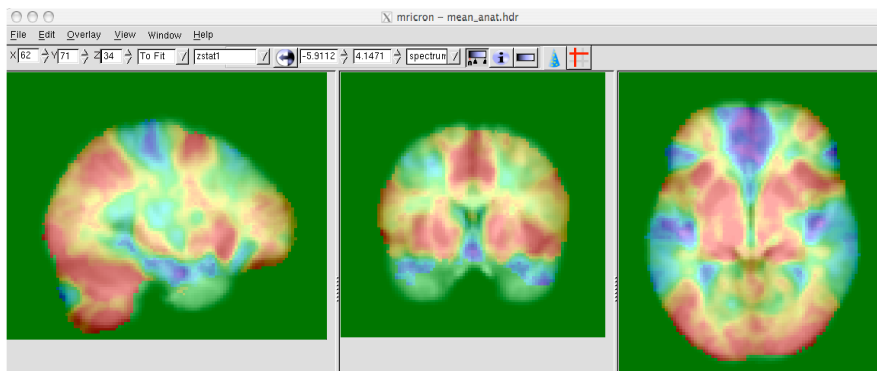 mricron - mean_anat.hdr
File Edit Overlay View Window Help
X 62 Y 71 Z 34 To Fit zstat1 -5.9112 4.1471 spectrun